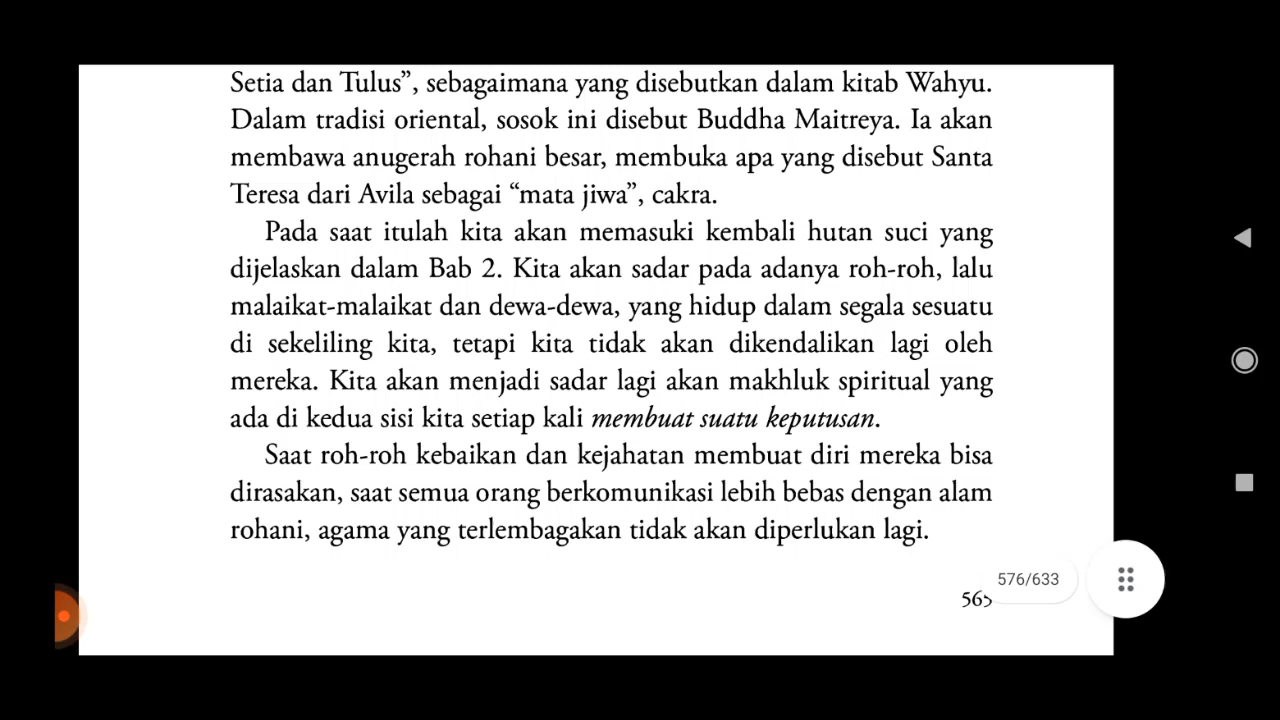 Setia dan Tulus”, sebagaimana yang disebutkan dalam kitab Wahyu.
Dalam tradisi oriental, sosok ini disebut Buddha Maitreya. Ia akan
membawa anugerah rohani besar, membuka apa yang disebut Santa
Teresa dari Avila sebagai “mata jiwa”, cakra.
Pada saat itulah kita akan memasuki kembali hutan suci yang
dijelaskan dalam Bab 2. Kita akan sadar pada adanya roh-roh, lalu
malaikat-malaikat dan dewa-dewa, yang hidup dalam segala sesuatu
di sekeliling kita, tetapi kita tidak akan dikendalikan lagi oleh
mereka. Kita akan menjadi sadar lagi akan makhluk spiritual yang
ada di kedua sisi kita setiap kali membuat suatu keputusan.
Saat roh-roh kebaikan dan kejahatan membuat diri mereka bisa
dirasakan, saat semua orang berkomunikasi lebih bebas dengan alam
rohani, agama yang terlembagakan tidak akan diperlukan lagi.
576/633
565